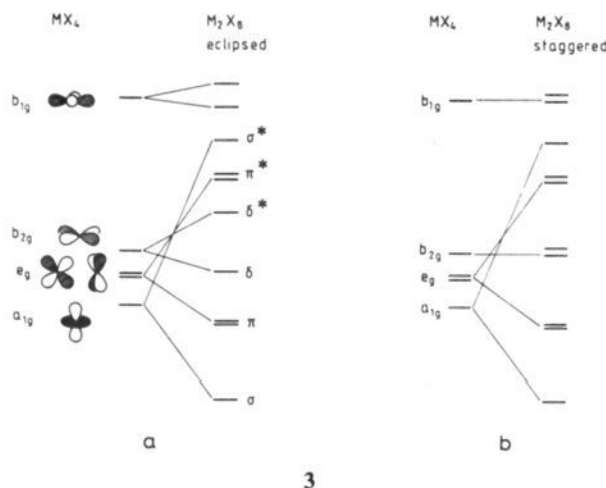 MX₄
M₂X₈
eclipsed
b₁g
σ*
π*
δ*
b₂g
eg
a₁g
δ
π
σ
a
MX₄
M₂X₈
staggered
b₁g
b₂g
eg
a₁g
b
3